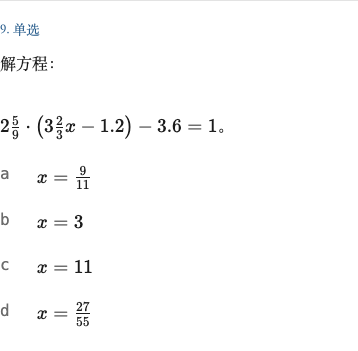 9. 单选
解方程：
2 5/9 · (3 2/3 x − 1.2) − 3.6 = 1。
a x = 9/11
b x = 3
c x = 11
d x = 27/55